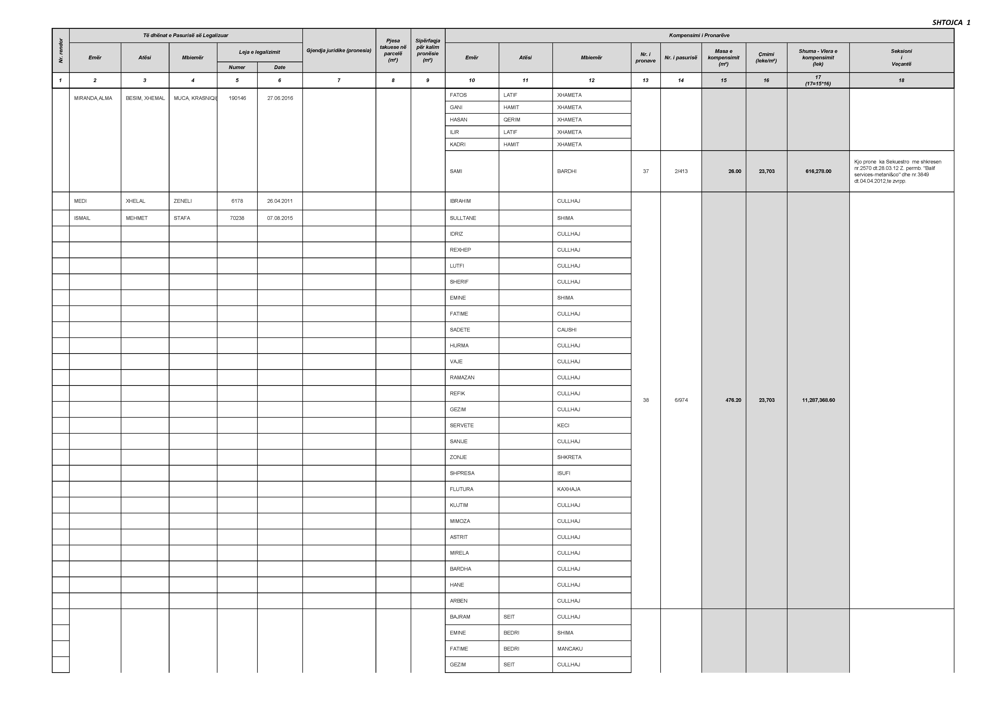 SHTOJCA 1
Nr. rendor
Të dhënat e Pasurisë së Legalizuar
Gjendja juridike (pronesia)
Pjesa takuese në parcelë (m²)
Sipërfaqja për kalim pronësie (m²)
Kompensimi i Pronarëve
Emër Atësi Mbiemër Leja e legalizimit
Numer Date
Emër Atësi Mbiemër Nr. i pronave Nr. i pasurisë Masa e kompensimit (m²) Çmimi (leke/m²) Shuma - Vlera e kompensimit (lek) Seksioni i Veçantë
1 2 3 4 5 6 7 8 9 10 11 12 13 14 15 16 17 (17=15*16) 18
MIRANDA,ALMA BESIM, XHEMAL MUCA, KRASNIQI( 190146 27.06.2016
FATOS LATIF XHAMETA
GANI HAMIT XHAMETA
HASAN QERIM XHAMETA
ILIR LATIF XHAMETA
KADRI HAMIT XHAMETA
SAMI BARDHI 37 2/413 26.00 23,703 616,278.00
Kjo prone ka Sekuestro me shkresen
nr.2570 dt.28.03.12 Z. permb. "Balif
services-metani&co" dhe nr.3849
dt.04.04.2012,te zvrpp.
MEDI XHELAL ZENELI 6178 26.04.2011 IBRAHIM CULLHAJ
ISMAIL MEHMET STAFA 70238 07.08.2015 SULLTANE SHIMA
IDRIZ CULLHAJ
REXHEP CULLHAJ
LUTFI CULLHAJ
SHERIF CULLHAJ
EMINE SHIMA
FATIME CULLHAJ
SADETE CAUSHI
HURMA CULLHAJ
VAJE CULLHAJ
RAMAZAN CULLHAJ
REFIK CULLHAJ
38 6/974 476.20 23,703 11,287,368.60
GEZIM CULLHAJ
SERVETE KECI
SANIJE CULLHAJ
ZONJE SHKRETA
SHPRESA ISUFI
FLUTURA KAXHAJA
KUJTIM CULLHAJ
MIMOZA CULLHAJ
ASTRIT CULLHAJ
MIRELA CULLHAJ
BARDHA CULLHAJ
HANE CULLHAJ
ARBEN CULLHAJ
BAJRAM SEIT CULLHAJ
EMINE BEDRI SHIMA
FATIME BEDRI MANCAKU
GEZIM SEIT CULLHAJ